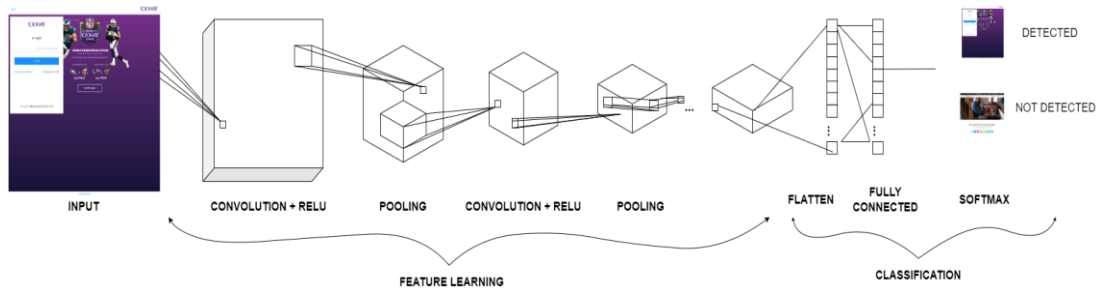 INPUT
CONVOLUTION + RELU
POOLING
CONVOLUTION + RELU
POOLING
...
FLATTEN
FULLY
CONNECTED
SOFTMAX
DETECTED
NOT DETECTED
FEATURE LEARNING
CLASSIFICATION